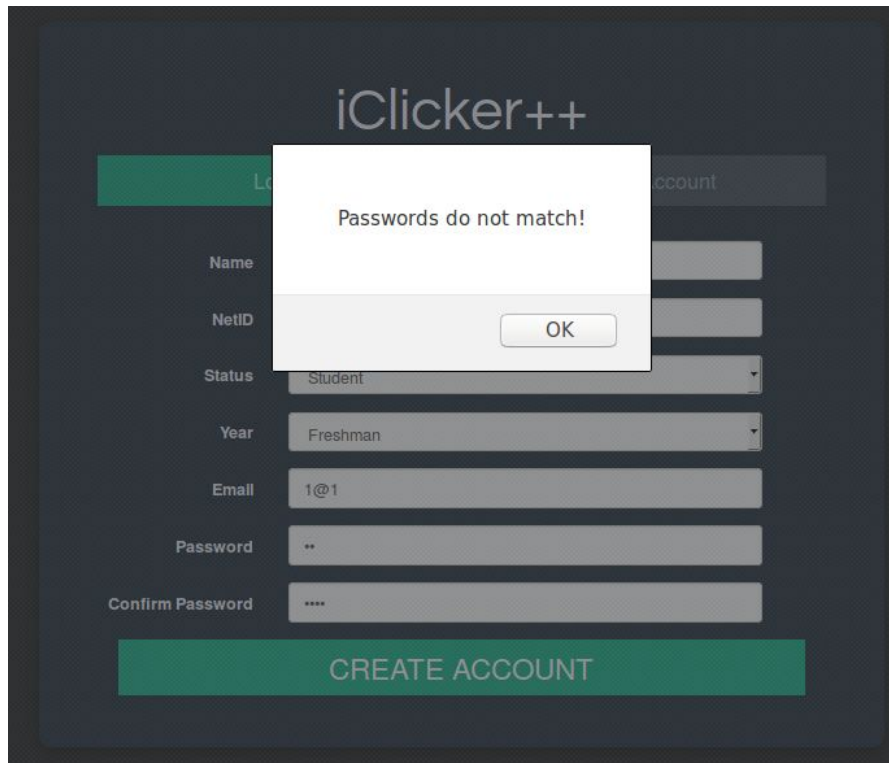 iClicker++
Account
Passwords do not match!
Name
NetID
OK
Status Student
Year Freshman
Email 1@1
Password ••
Confirm Password ••••
CREATE ACCOUNT